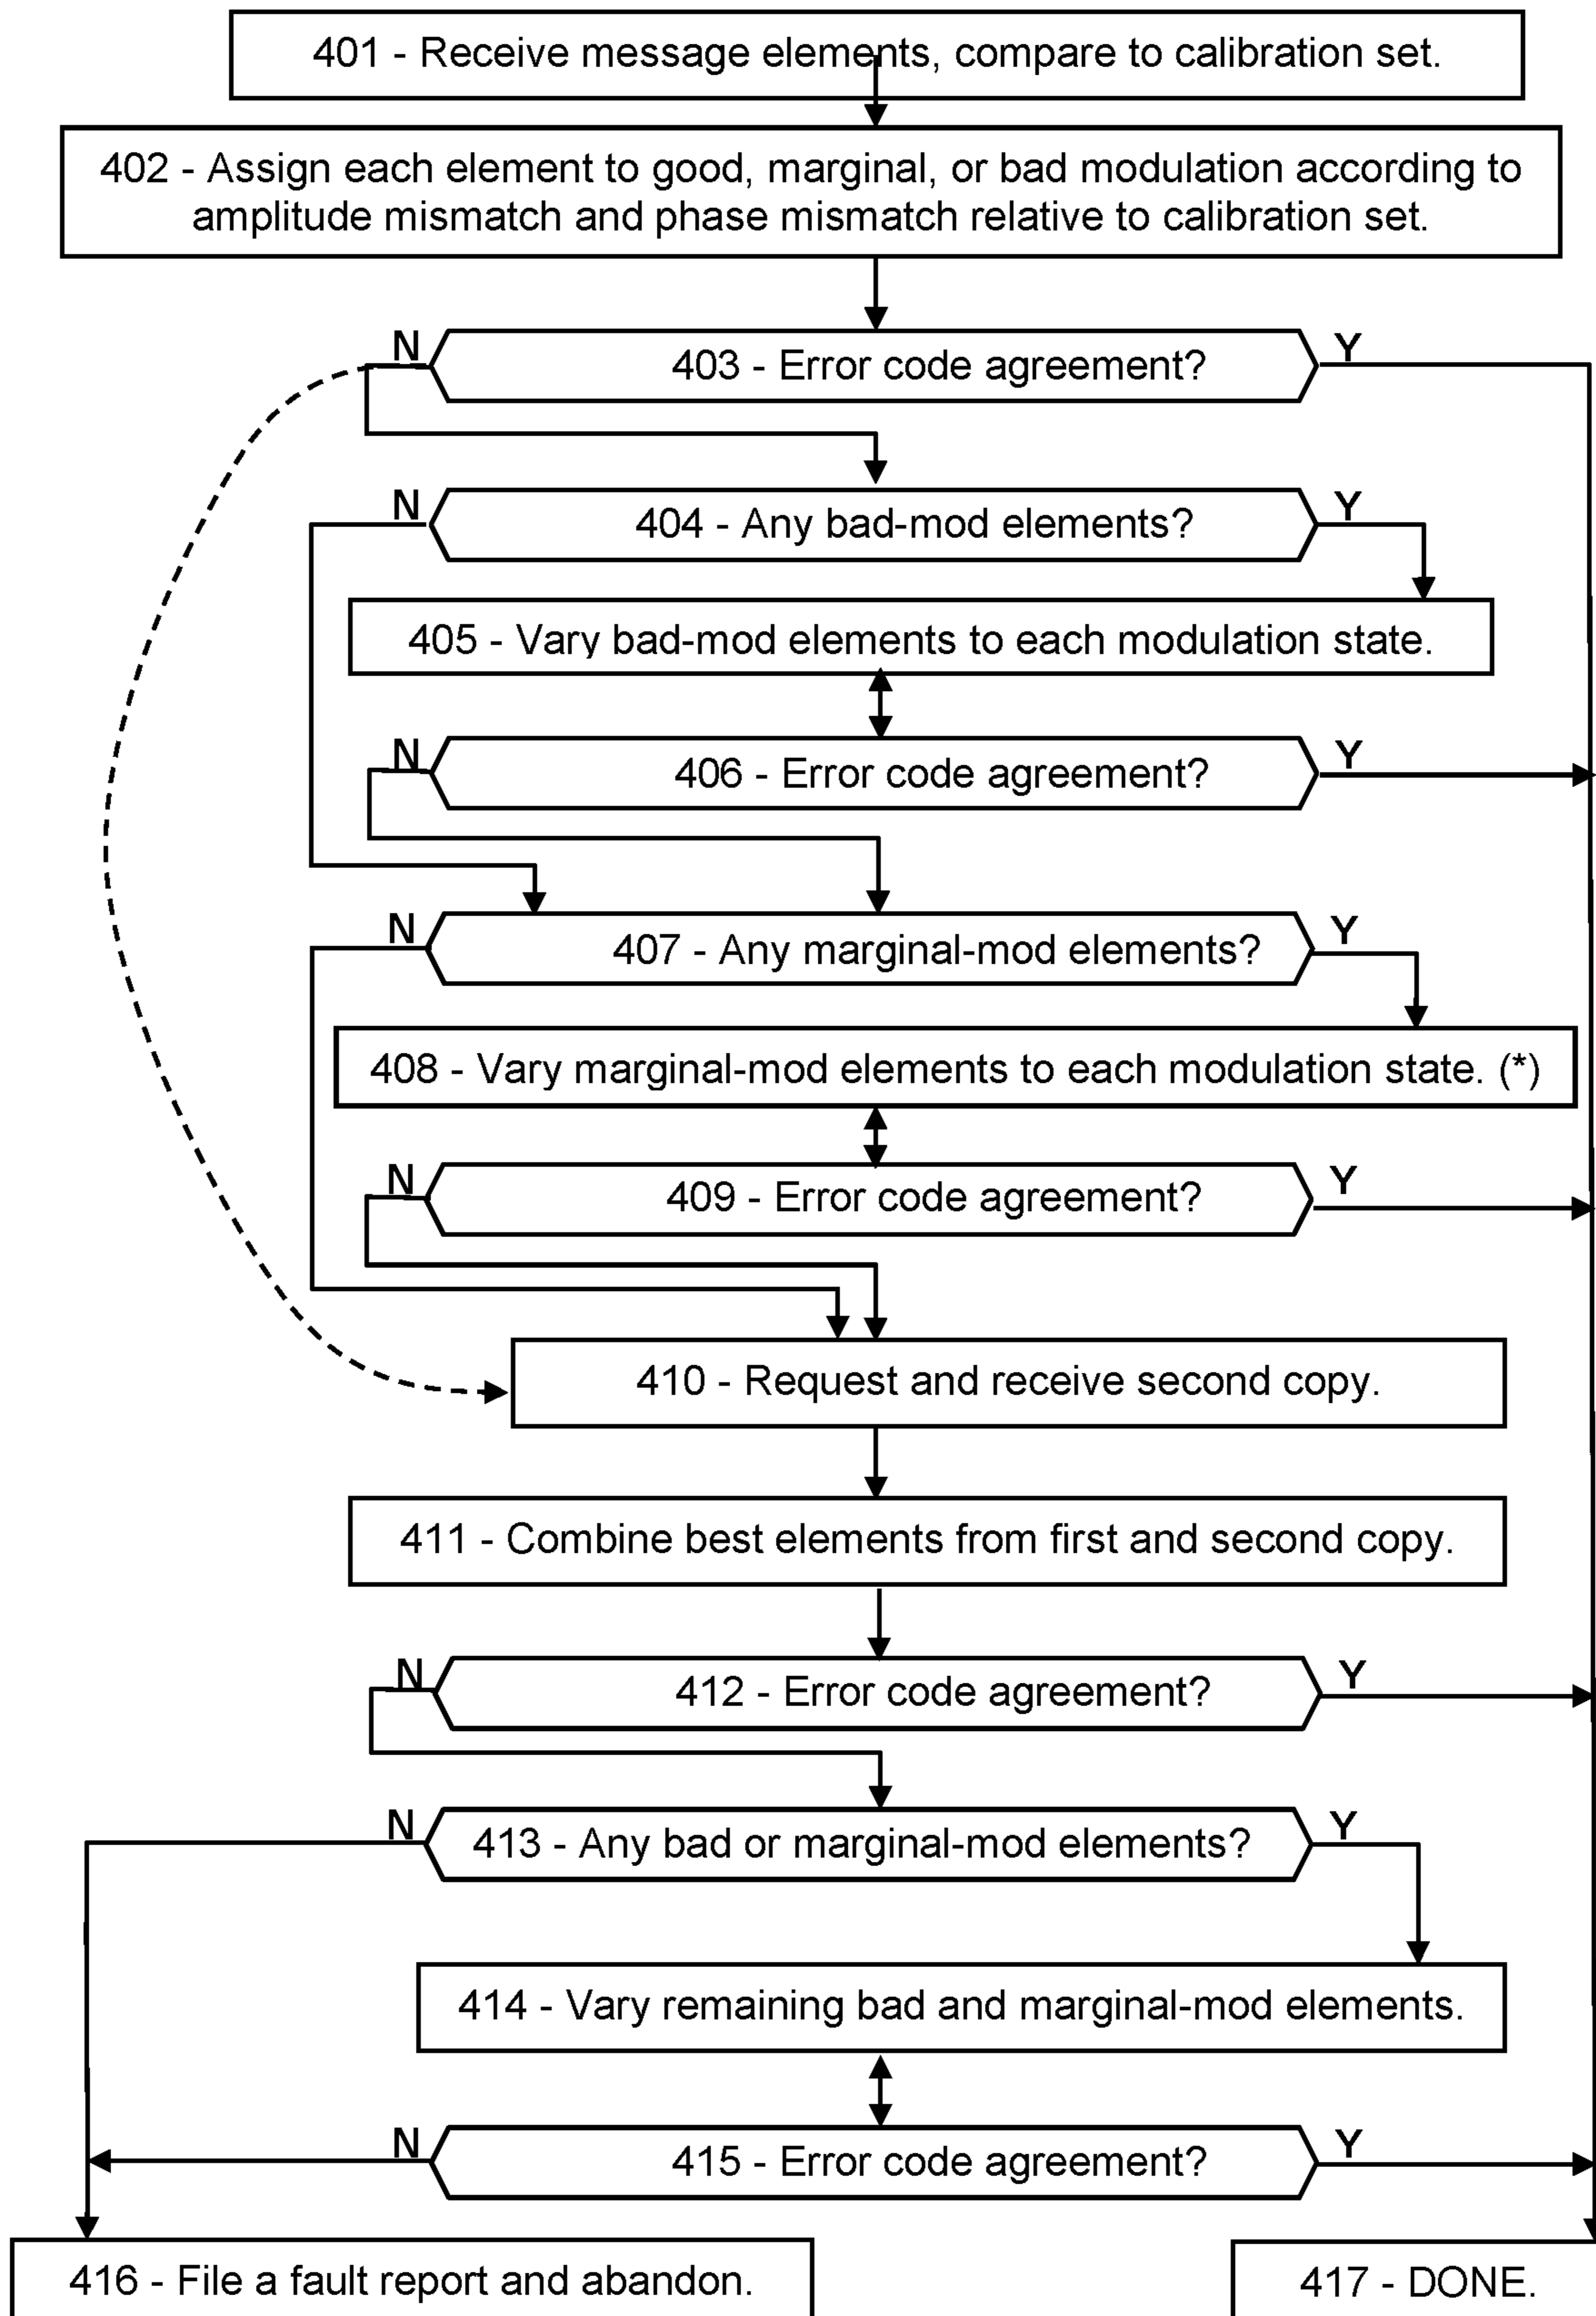 401 - Receive message elements, compare to calibration set.
402 - Assign each element to good, marginal, or bad modulation according to
amplitude mismatch and phase mismatch relative to calibration set.
N
403 - Error code agreement?
Y
N
404 - Any bad-mod elements?
Y
405 - Vary bad-mod elements to each modulation state.
N
406 - Error code agreement?
Y
N
407 - Any marginal-mod elements?
Y
408 - Vary marginal-mod elements to each modulation state. (*)
N
409 - Error code agreement?
Y
410 - Request and receive second copy.
411 - Combine best elements from first and second copy.
N
412 - Error code agreement?
Y
N
413 - Any bad or marginal-mod elements?
Y
414 - Vary remaining bad and marginal-mod elements.
N
415 - Error code agreement?
Y
416 - File a fault report and abandon.
417 - DONE.